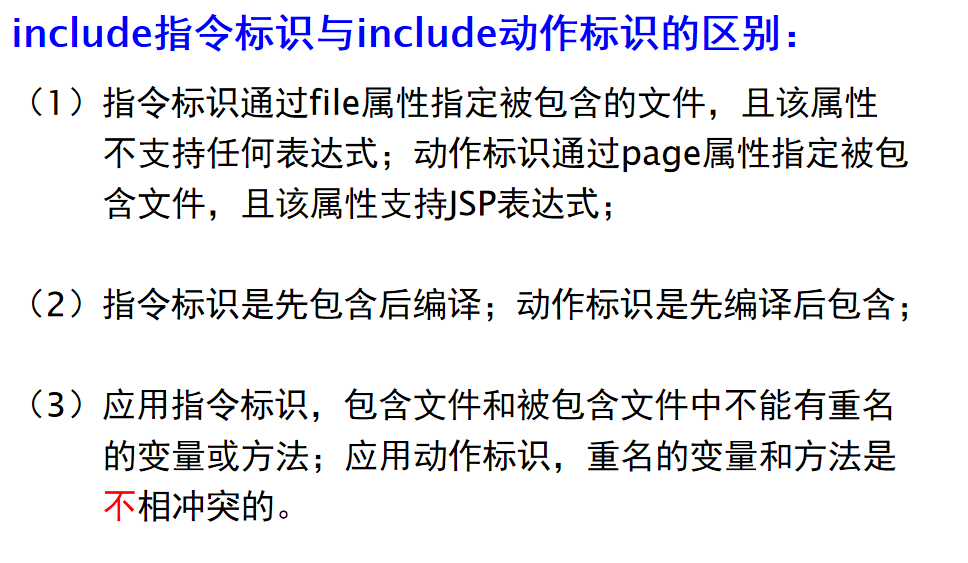 include指令标识与include动作标识的区别：
（1）指令标识通过file属性指定被包含的文件，且该属性
不支持任何表达式；动作标识通过page属性指定被包
含文件，且该属性支持JSP表达式；
（2）指令标识是先包含后编译；动作标识是先编译后包含；
（3）应用指令标识，包含文件和被包含文件中不能有重名
的变量或方法；应用动作标识，重名的变量和方法是
不相冲突的。